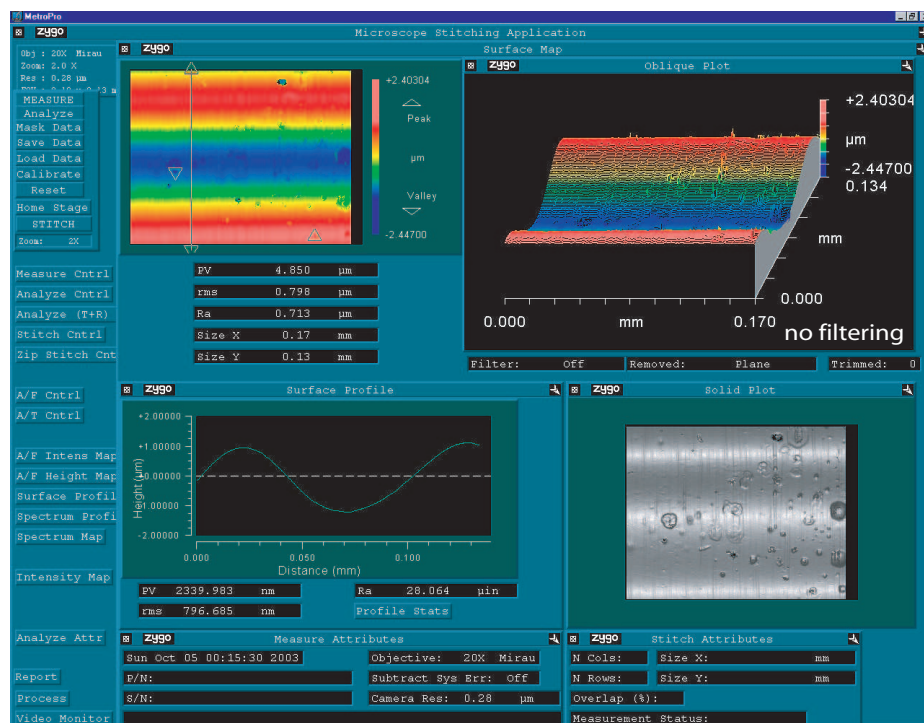 MetroPro
zygo Microscope Stitching Application
Obj : 20X Mirau
Zoom: 2.0 X
Res : 0.28 µm
MEASURE
Analyze
Mask Data
Save Data
Load Data
Calibrate
Reset
Home Stage
STITCH
Zoom: 2X
Measure Cntrl
Analyze Cntrl
Analyze (T+R)
Stitch Cntrl
Zip Stitch Cnt
A/F Cntrl
A/T Cntrl
A/F Intens Map
A/F Height Map
Surface Profil
Spectrum Profi
Spectrum Map
Intensity Map
Analyze Attr
Report
Process
Video Monitor
zygo Surface Map
+2.40304
Peak
µm
Valley
-2.44700
PV 4.850 µm
rms 0.798 µm
Ra 0.713 µm
Size X 0.17 mm
Size Y 0.13 mm
zygo Oblique Plot
+2.40304
µm
-2.44700
0.134
mm
0.000
0.000 mm 0.170
no filtering
Filter: Off Removed: Plane Trimmed: 0
zygo Surface Profile
+2.00000
+1.00000
0.00000
-1.00000
-2.00000
Height (µm)
0.000 0.050 0.100
Distance (mm)
PV 2339.983 nm Ra 28.064 µin
rms 796.685 nm Profile Stats
zygo Solid Plot
zygo Measure Attributes
Sun Oct 05 00:15:30 2003 Objective: 20X Mirau
P/N: Subtract Sys Err: Off
S/N: Camera Res: 0.28 µm
zygo Stitch Attributes
N Cols: Size X: mm
N Rows: Size Y: mm
Overlap (%):
Measurement Status: